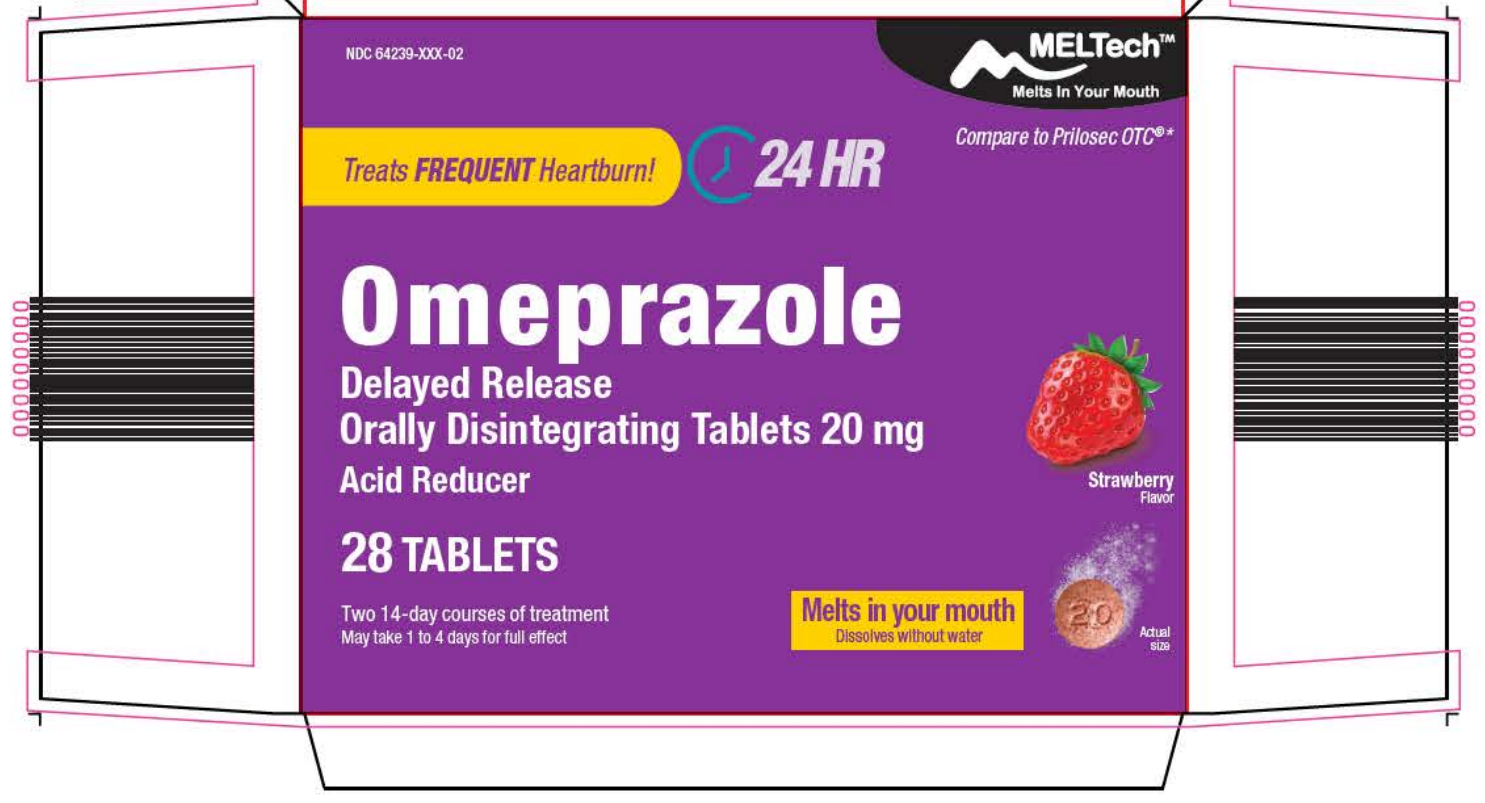 NDC 64239-XXX-02
MELTech™
Melts In Your Mouth
Compare to Prilosec OTC®*
Treats FREQUENT Heartburn!
24 HR
Omeprazole
Delayed Release
Orally Disintegrating Tablets 20 mg
Acid Reducer
Strawberry
Flavor
28 TABLETS
Two 14-day courses of treatment
May take 1 to 4 days for full effect
Melts in your mouth
Dissolves without water
20
Actual
size
0000000000
0000000000